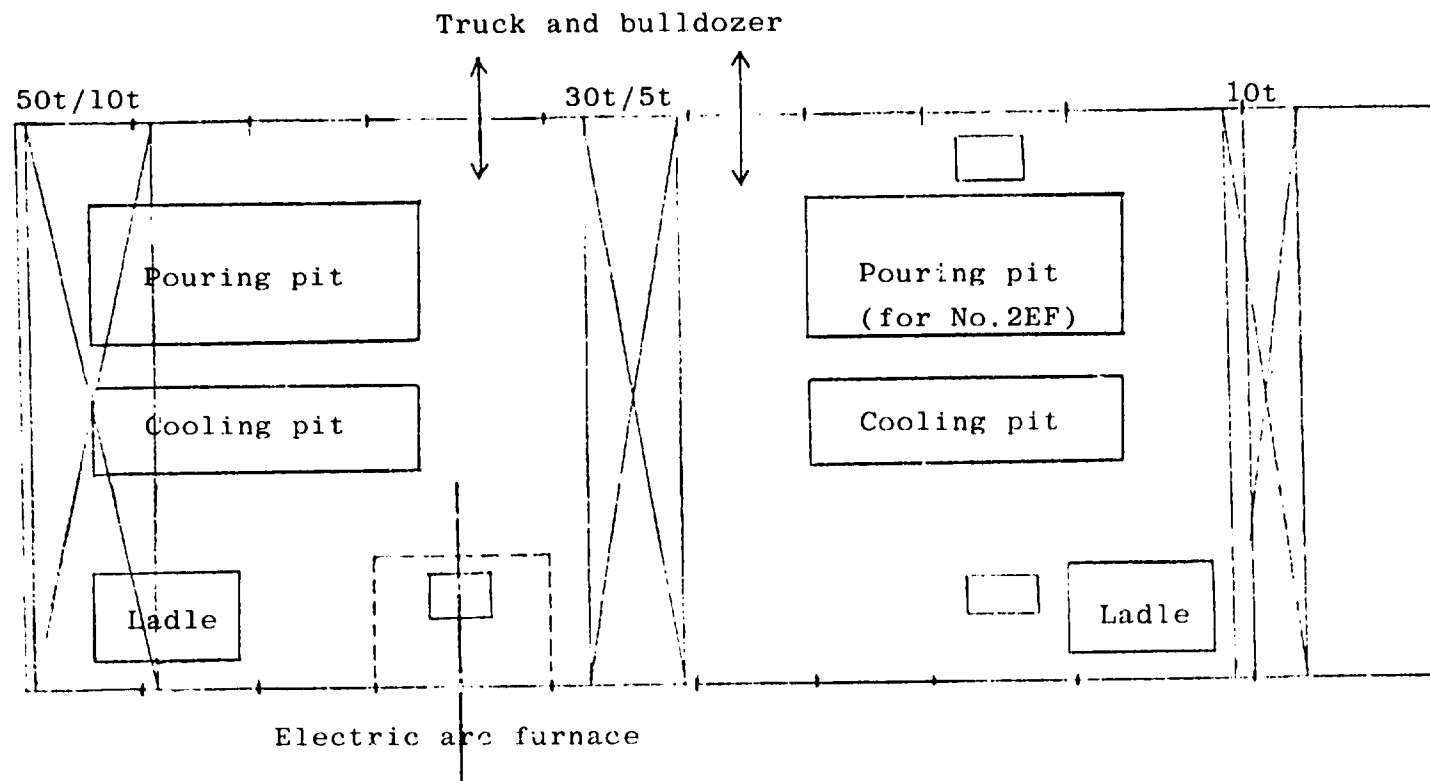 Truck and bulldozer
50t/10t
30t/5t
10t
Pouring pit
Pouring pit
(for No.2EF)
Cooling pit
Cooling pit
Ladle
Ladle
Electric arc furnace